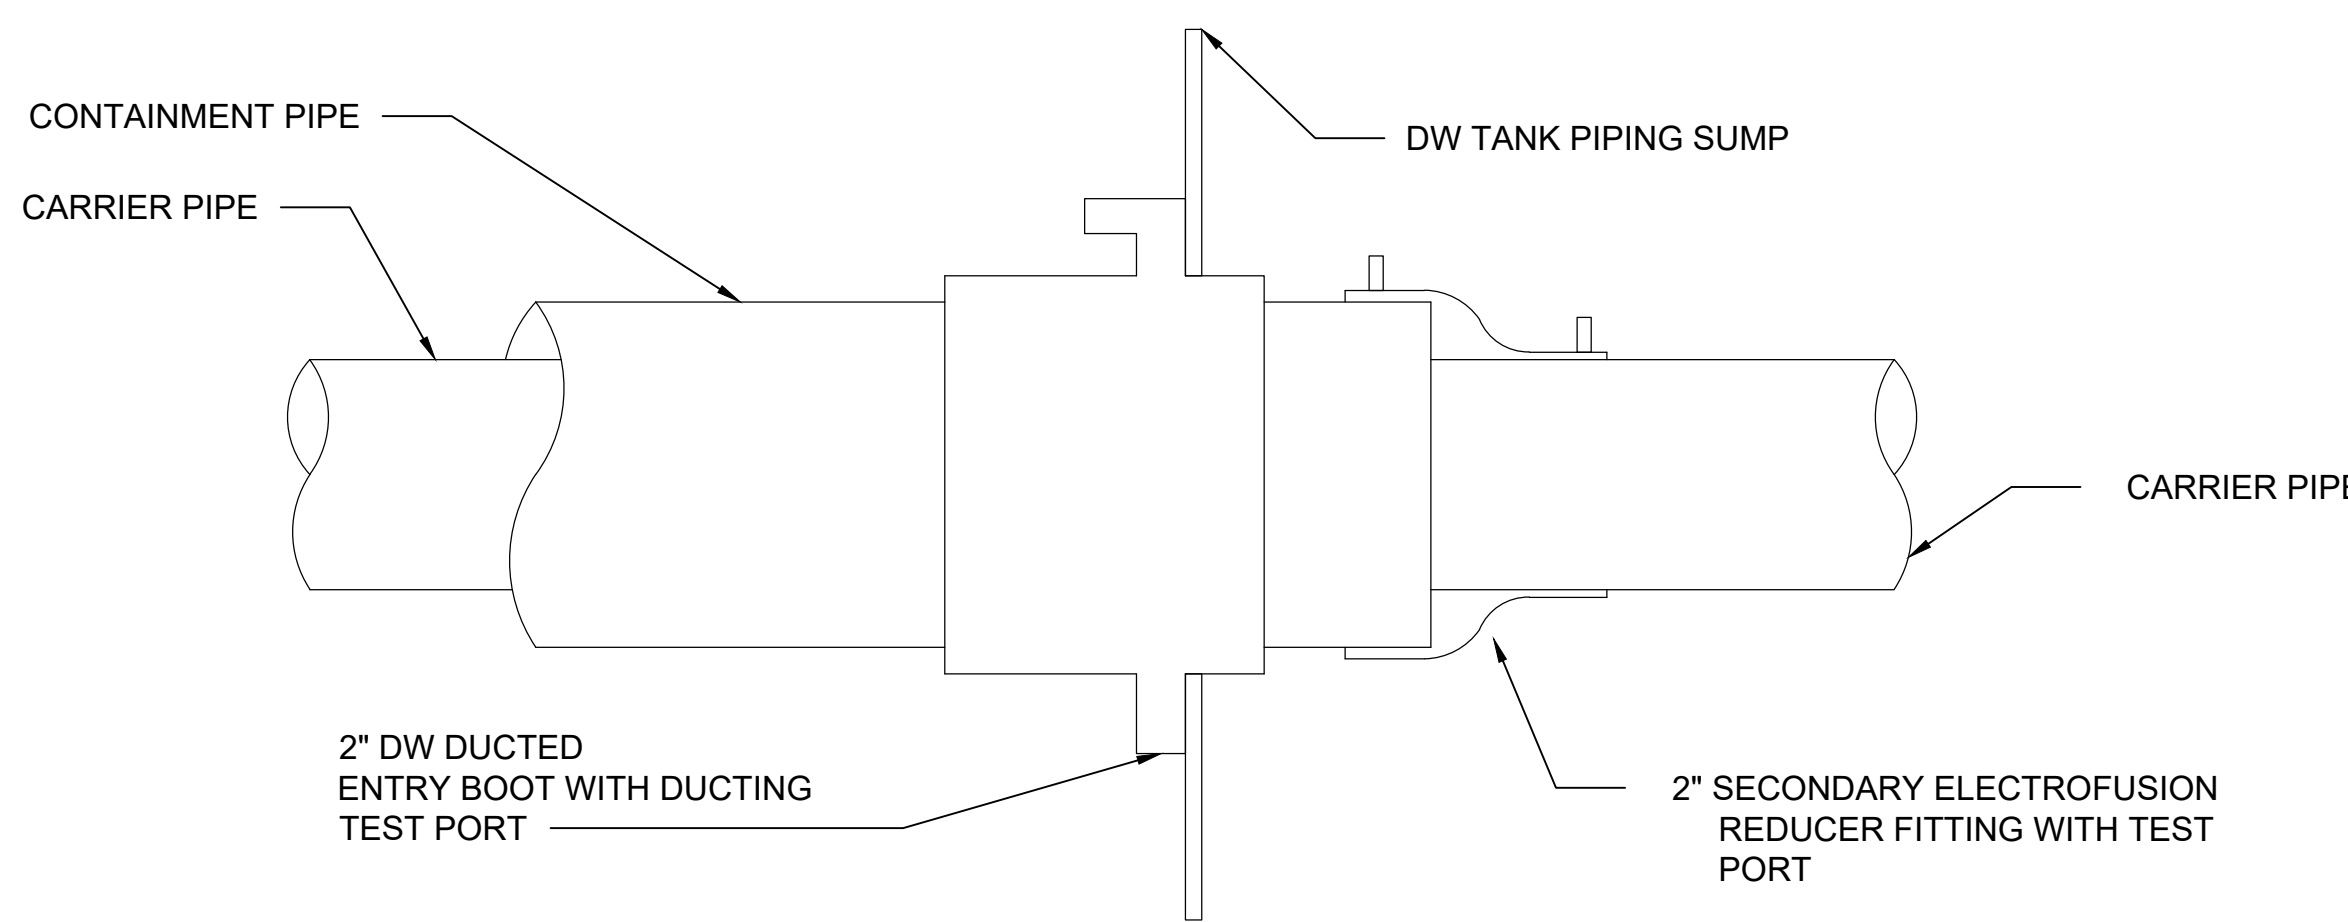 CONTAINMENT PIPE
DW TANK PIPING SUMP
CARRIER PIPE
CARRIER PIPE
2" DW DUCTED
ENTRY BOOT WITH DUCTING
TEST PORT
2" SECONDARY ELECTROFUSION
REDUCER FITTING WITH TEST
PORT